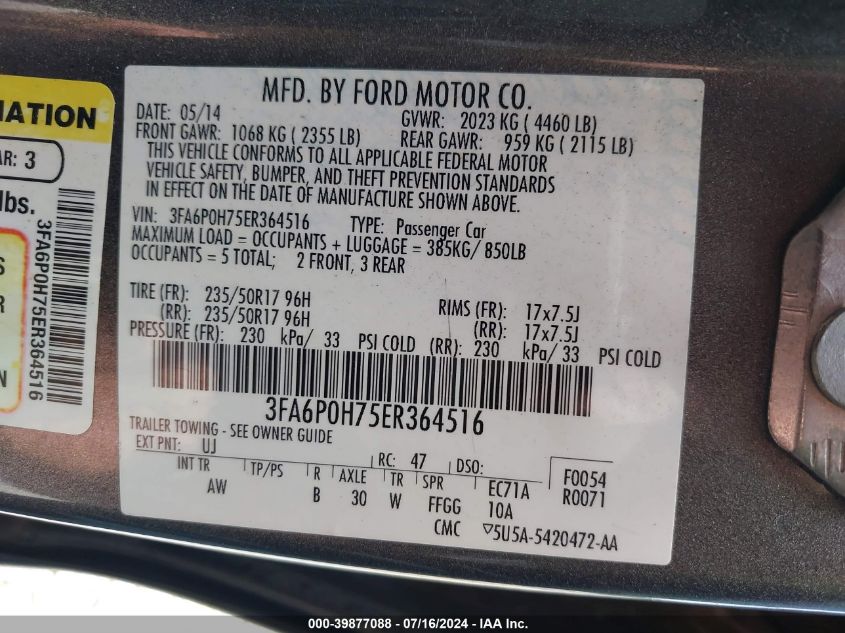 MATION
AR: 3
lbs.
S
R
N
3FA6P0H75ER364516
MFD. BY FORD MOTOR CO.
DATE: 05/14 GVWR: 2023 KG ( 4460 LB)
FRONT GAWR: 1068 KG ( 2355 LB) REAR GAWR: 959 KG ( 2115 LB)
THIS VEHICLE CONFORMS TO ALL APPLICABLE FEDERAL MOTOR
VEHICLE SAFETY, BUMPER, AND THEFT PREVENTION STANDARDS
IN EFFECT ON THE DATE OF MANUFACTURE SHOWN ABOVE.
VIN: 3FA6P0H75ER364516 TYPE: Passenger Car
MAXIMUM LOAD = OCCUPANTS + LUGGAGE = 385KG/ 850LB
OCCUPANTS = 5 TOTAL; 2 FRONT, 3 REAR
TIRE (FR): 235/50R17 96H RIMS (FR): 17x7.5J
(RR): 235/50R17 96H (RR): 17x7.5J
PRESSURE (FR): 230 kPa/ 33 PSI COLD (RR): 230 kPa/ 33 PSI COLD
3FA6P0H75ER364516
TRAILER TOWING - SEE OWNER GUIDE
EXT PNT: UJ RC: 47 DSO: F0054
INT TR TP/PS R AXLE TR SPR EC71A R0071
AW B 30 W FFGG 10A
CMC ▽5U5A-5420472-AA
000-39877088 - 07/16/2024 - IAA Inc.